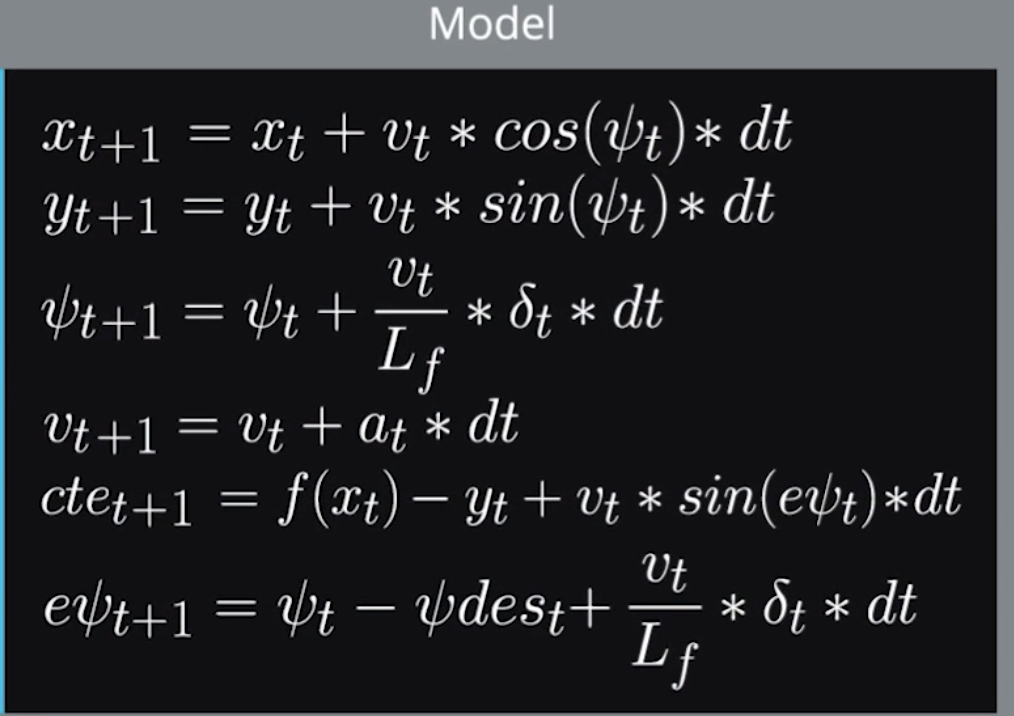 Model
x_{t+1} = x_t + v_t * cos(ψ_t) * dt
y_{t+1} = y_t + v_t * sin(ψ_t) * dt
ψ_{t+1} = ψ_t + \frac{v_t}{L_f} * δ_t * dt
v_{t+1} = v_t + a_t * dt
cte_{t+1} = f(x_t) − y_t + v_t * sin(eψ_t) * dt
eψ_{t+1} = ψ_t − ψdes_t + \frac{v_t}{L_f} * δ_t * dt